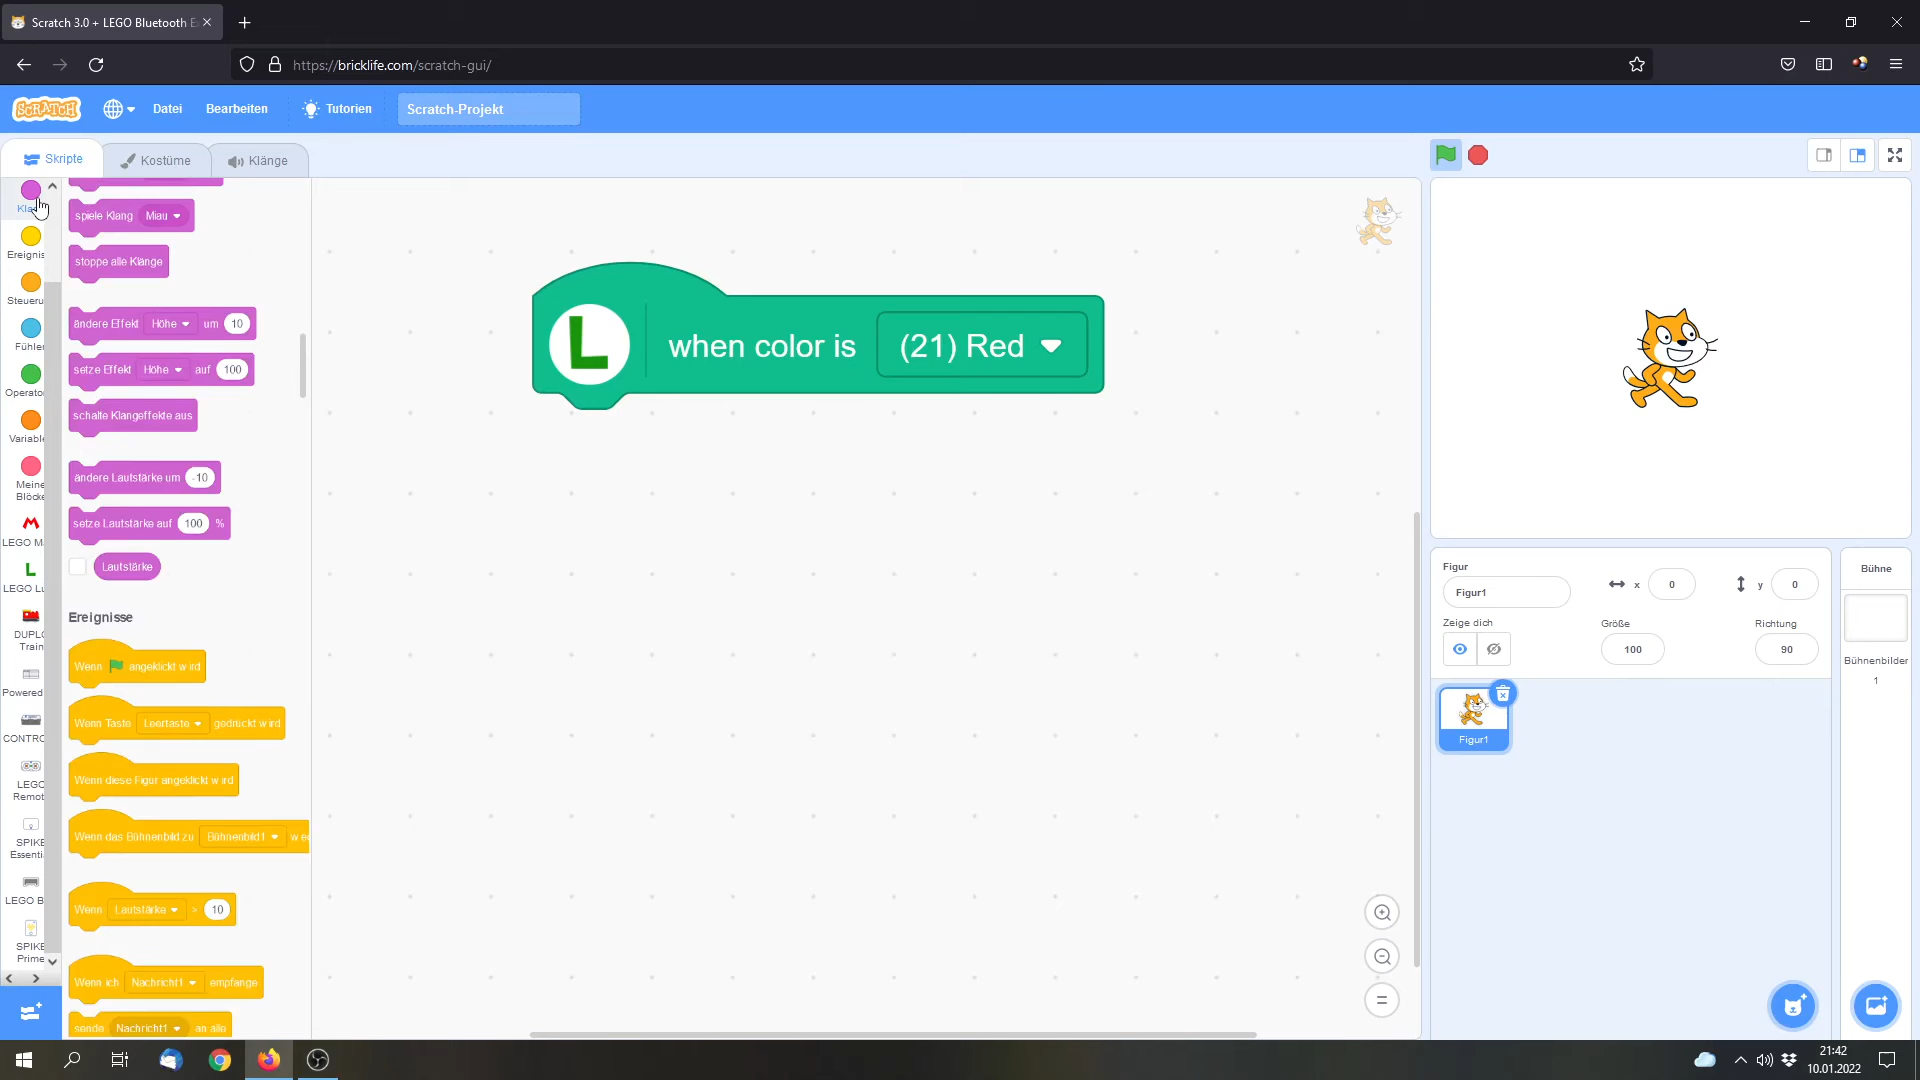 Scratch 3.0 + LEGO Bluetooth E
https://bricklife.com/scratch-gui/
SCRATCH
Datei
Bearbeiten
Tutorien
Scratch-Projekt
Skripte
Kostüme
Klänge
Ereignis
Steueru
Fühler
Operato
Variable
Meine
Blöcke
LEGO M
LEGO Lu
DUPLO
Train
Powered
CONTRO
LEGO
Remot
SPIKE
Essenti
LEGO B
SPIKE
Prime
spiele Klang Miau
stoppe alle Klänge
ändere Effekt Höhe um 10
setze Effekt Höhe auf 100
schalte Klangeffekte aus
ändere Lautstärke um -10
setze Lautstärke auf 100 %
Lautstärke
Ereignisse
Wenn angeklickt wird
Wenn Taste Leertaste gedrückt wird
Wenn diese Figur angeklickt wird
Wenn das Bühnenbild zu Bühnenbild1 we
Wenn Lautstärke > 10
Wenn ich Nachricht1 empfange
sende Nachricht1 an alle
L when color is (21) Red
Figur
Figur1
x 0
y 0
Zeige dich
Größe
100
Richtung
90
Figur1
Bühne
Bühnenbilder
1
21:42
10.01.2022